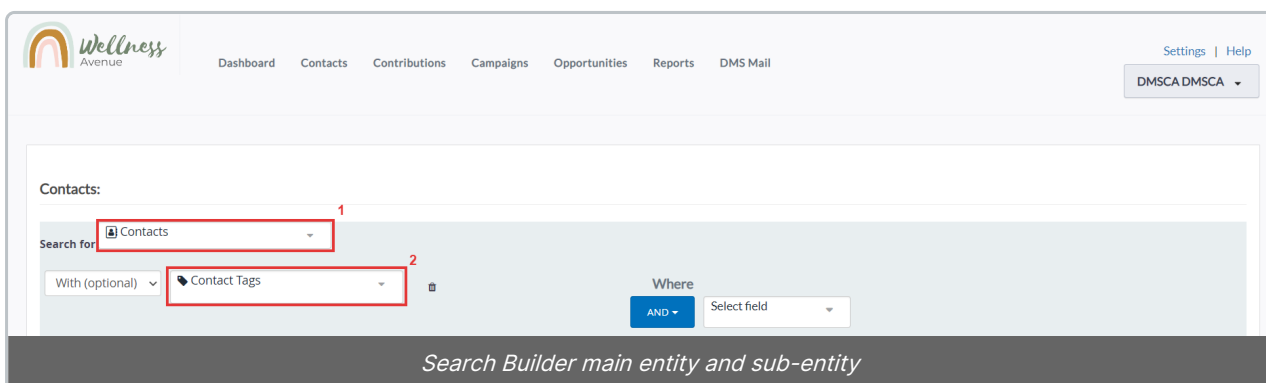 Wellness
Avenue
Dashboard Contacts Contributions Campaigns Opportunities Reports DMS Mail
Settings | Help
DMSCA DMSCA
Contacts:
1
Search for Contacts
2
With (optional) Contact Tags
Where
AND Select field
Search Builder main entity and sub-entity